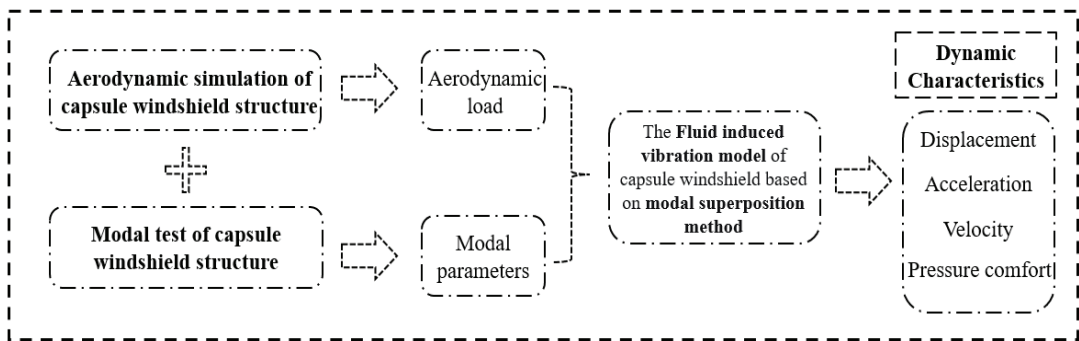 Aerodynamic simulation of
capsule windshield structure
Aerodynamic
load
Modal test of capsule
windshield structure
Modal
parameters
The Fluid induced
vibration model of
capsule windshield based
on modal superposition
method
Dynamic
Characteristics
Displacement
Acceleration
Velocity
Pressure comfort